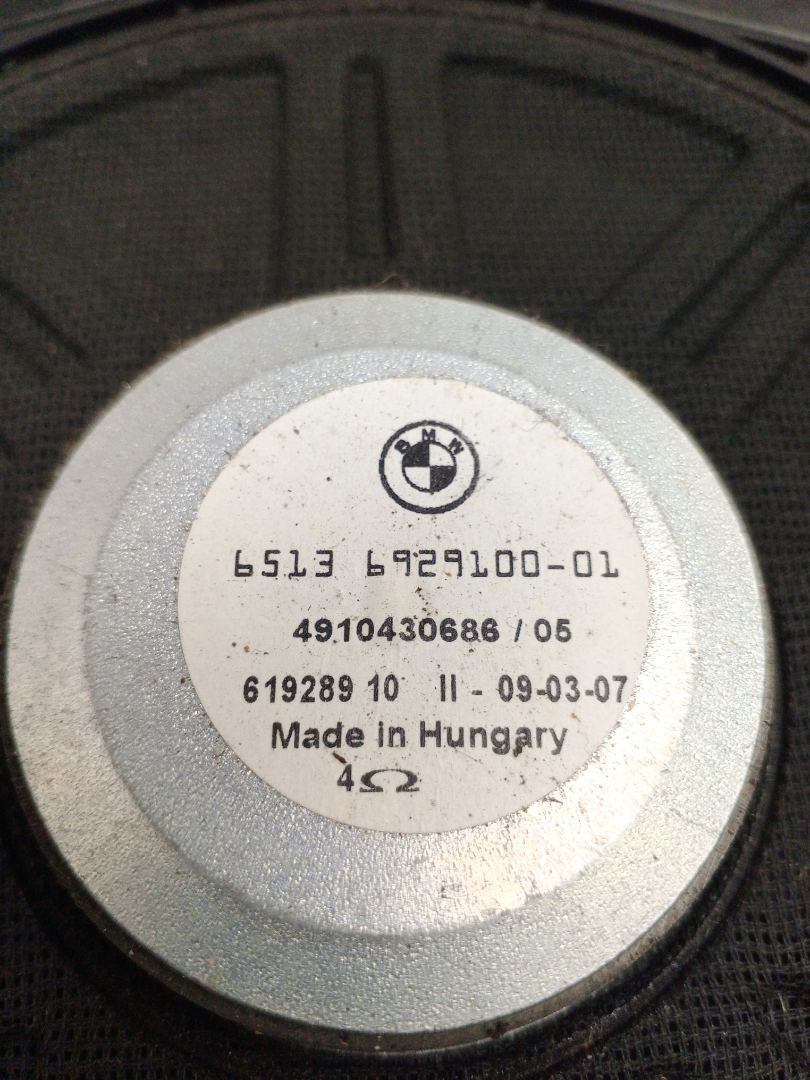 BMW
6513 6929100-01
4910430686 / 05
619289 10 II - 09-03-07
Made in Hungary
4Ω